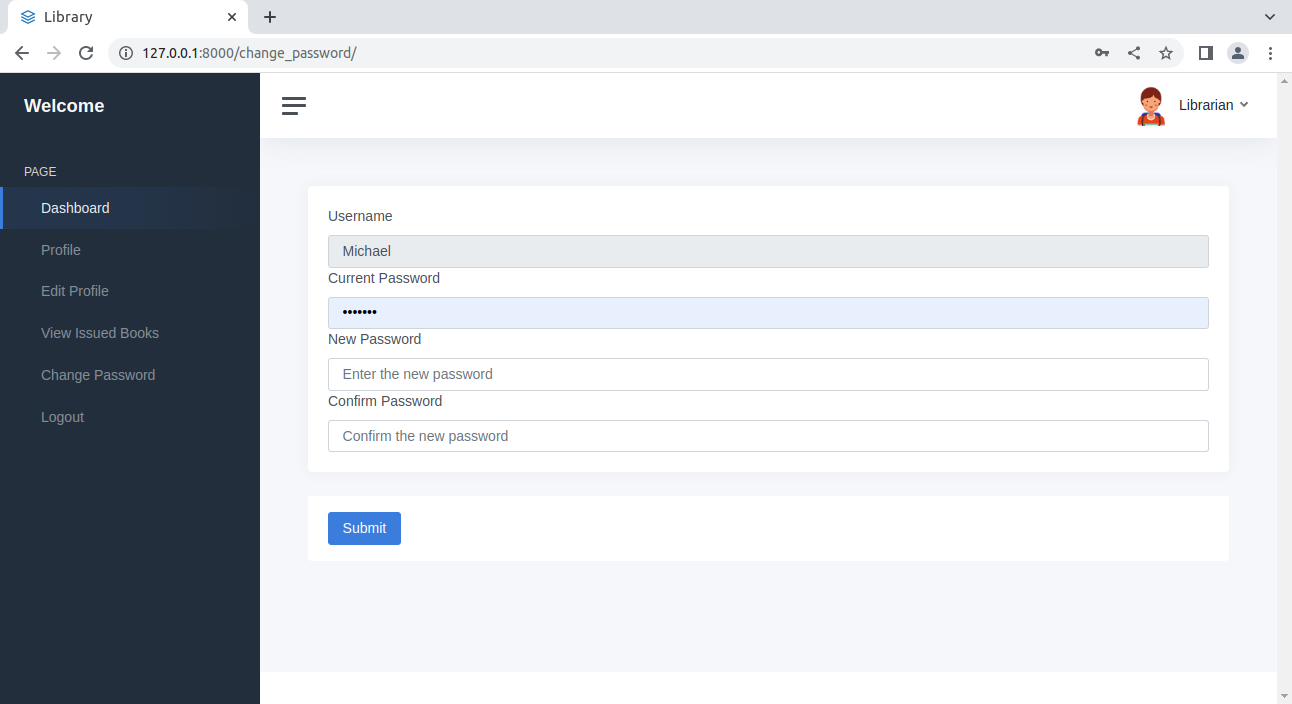 Library
127.0.0.1:8000/change_password/
Welcome
Librarian
PAGE
Dashboard
Profile
Edit Profile
View Issued Books
Change Password
Logout
Username
Michael
Current Password
•••••••
New Password
Enter the new password
Confirm Password
Confirm the new password
Submit